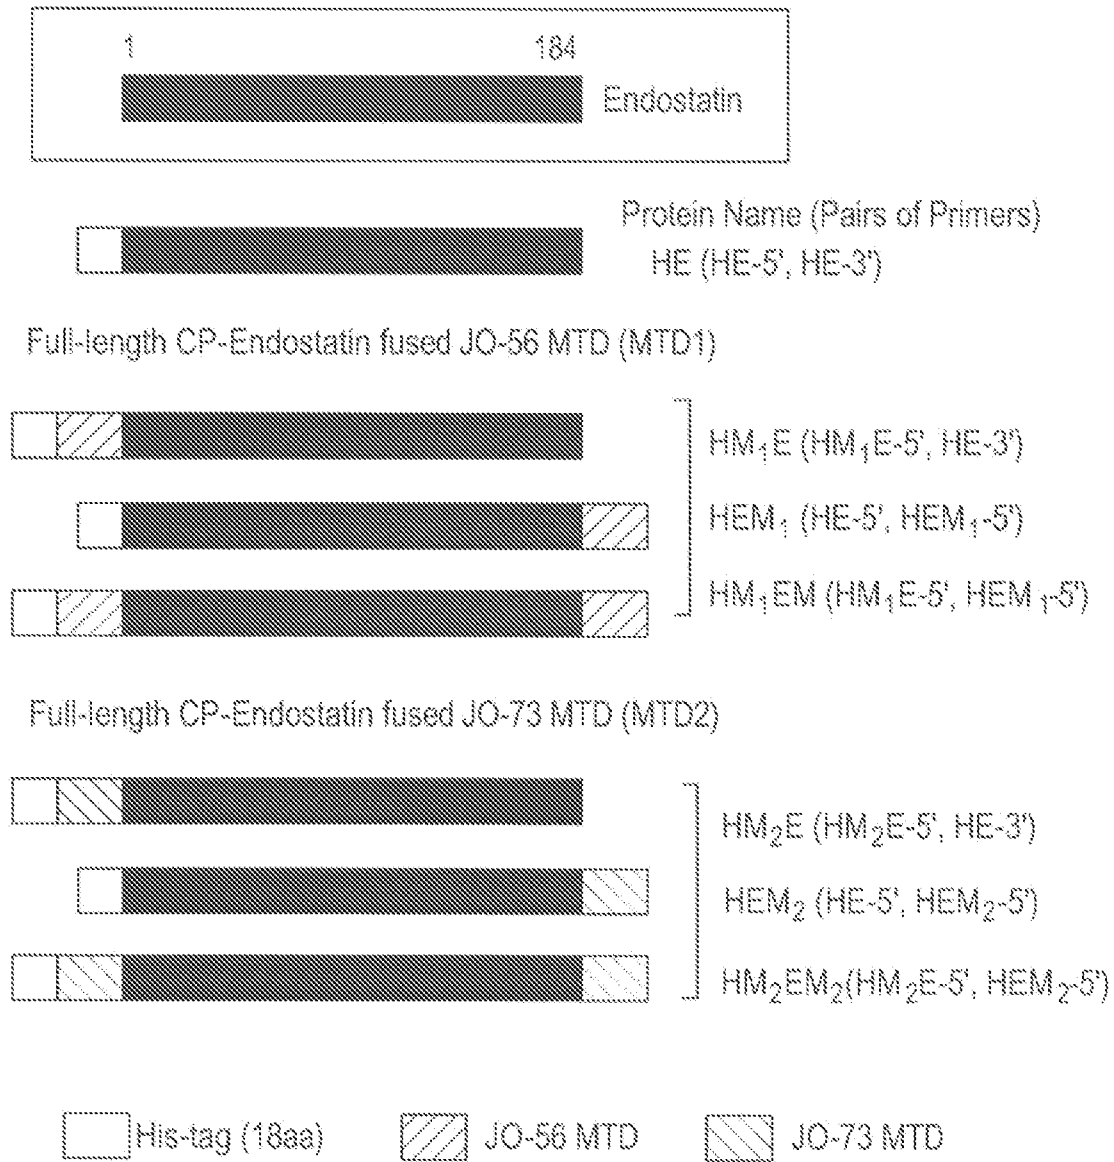 1 184
Endostatin
Protein Name (Pairs of Primers)
HE (HE-5', HE-3')
Full-length CP-Endostatin fused JO-56 MTD (MTD1)
HM₁E (HM₁E-5', HE-3')
HEM₁ (HE-5', HEM₁-5')
HM₁EM (HM₁E-5', HEM₁-5')
Full-length CP-Endostatin fused JO-73 MTD (MTD2)
HM₂E (HM₂E-5', HE-3')
HEM₂ (HE-5', HEM₂-5')
HM₂EM₂(HM₂E-5', HEM₂-5')
His-tag (18aa) JO-56 MTD JO-73 MTD